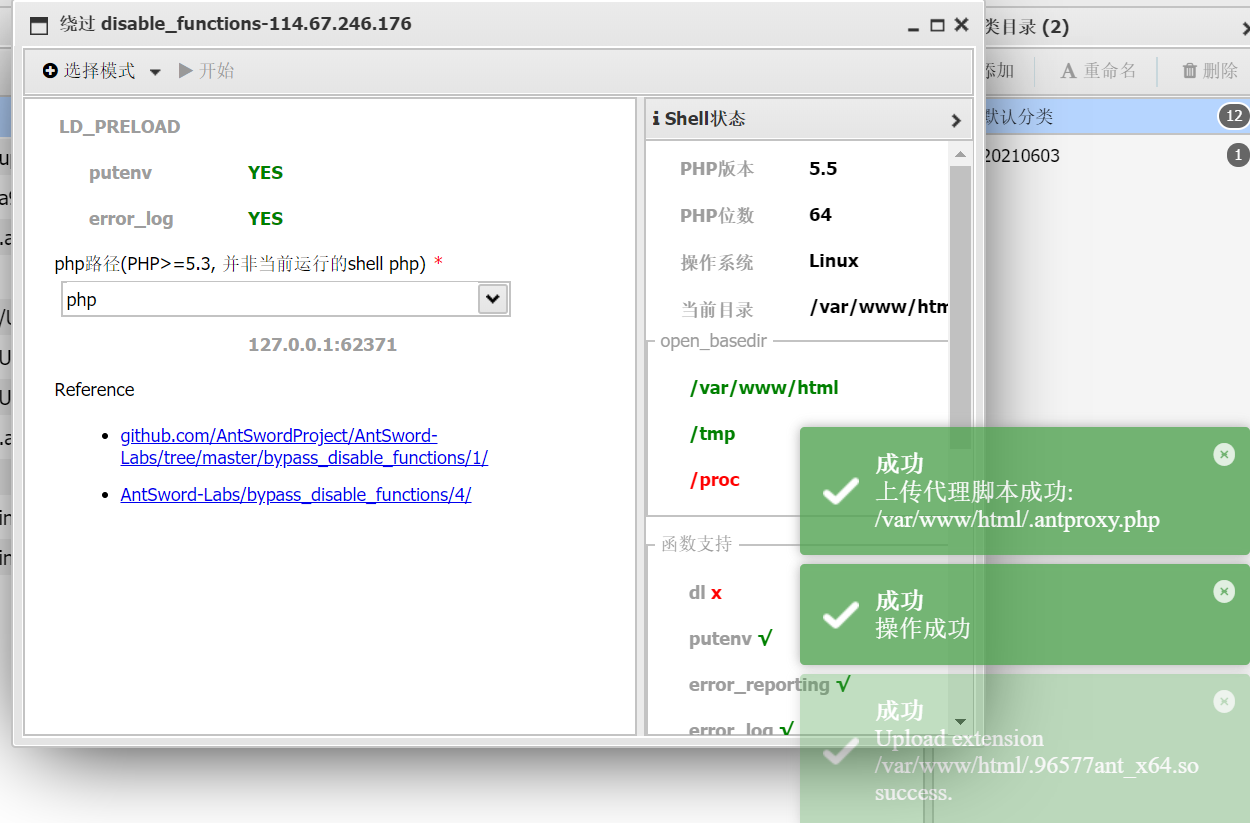 绕过 disable_functions-114.67.246.176
选择模式 开始
LD_PRELOAD
putenv YES
error_log YES
php路径(PHP>=5.3, 并非当前运行的shell php) *
php
127.0.0.1:62371
Reference
github.com/AntSwordProject/AntSword-
Labs/tree/master/bypass_disable_functions/1/
AntSword-Labs/bypass_disable_functions/4/
Shell状态
PHP版本 5.5
PHP位数 64
操作系统 Linux
当前目录 /var/www/htm
open_basedir
/var/www/html
/tmp
/proc
函数支持
dl x
putenv √
error_reporting √
error_log √
类目录 (2)
添加 重命名 删除
默认分类 12
20210603 1
成功
上传代理脚本成功:
/var/www/html/.antproxy.php
成功
操作成功
成功
Upload extension
/var/www/html/.96577ant_x64.so
success.